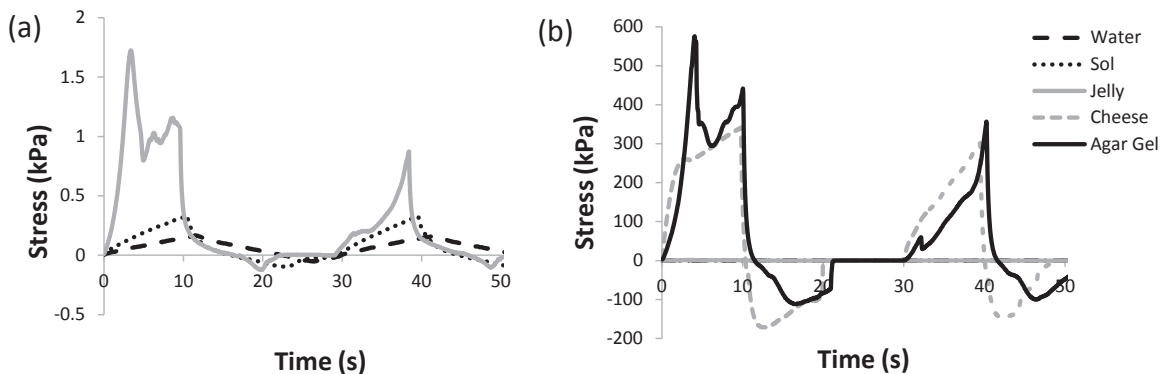 (a)
2
1.5
1
0.5
0
-0.5
Stress (kPa)
0 10 20 30 40 50
Time (s)
(b)
600
500
400
300
200
100
0
-100
-200
Stress (kPa)
0 10 20 30 40 50
Time (s)
Water
Sol
Jelly
Cheese
Agar Gel